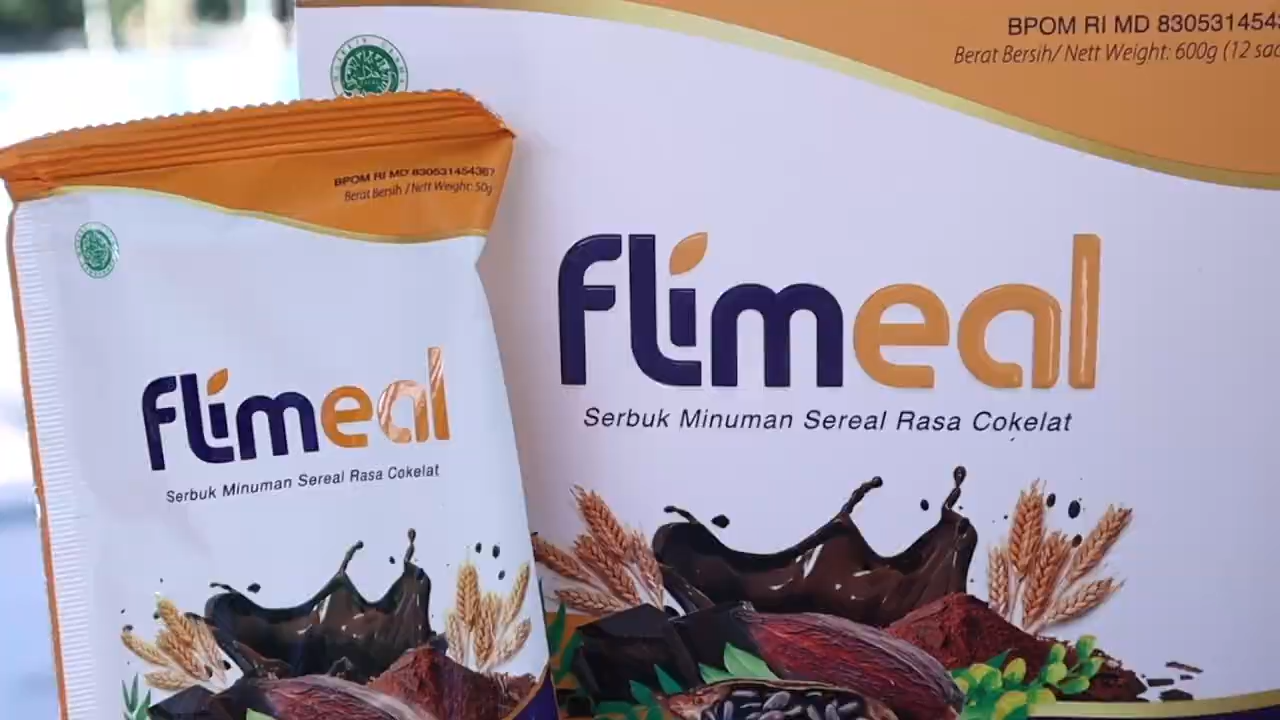 BPOM RI MD 8305314543
Berat Bersih/ Nett Weight: 600g (12 sac
flimeal
Serbuk Minuman Sereal Rasa Cokelat
BPOM RI MD 830531454367
Berat Bersih / Nett Weight: 50g
flimeal
Serbuk Minuman Sereal Rasa Cokelat